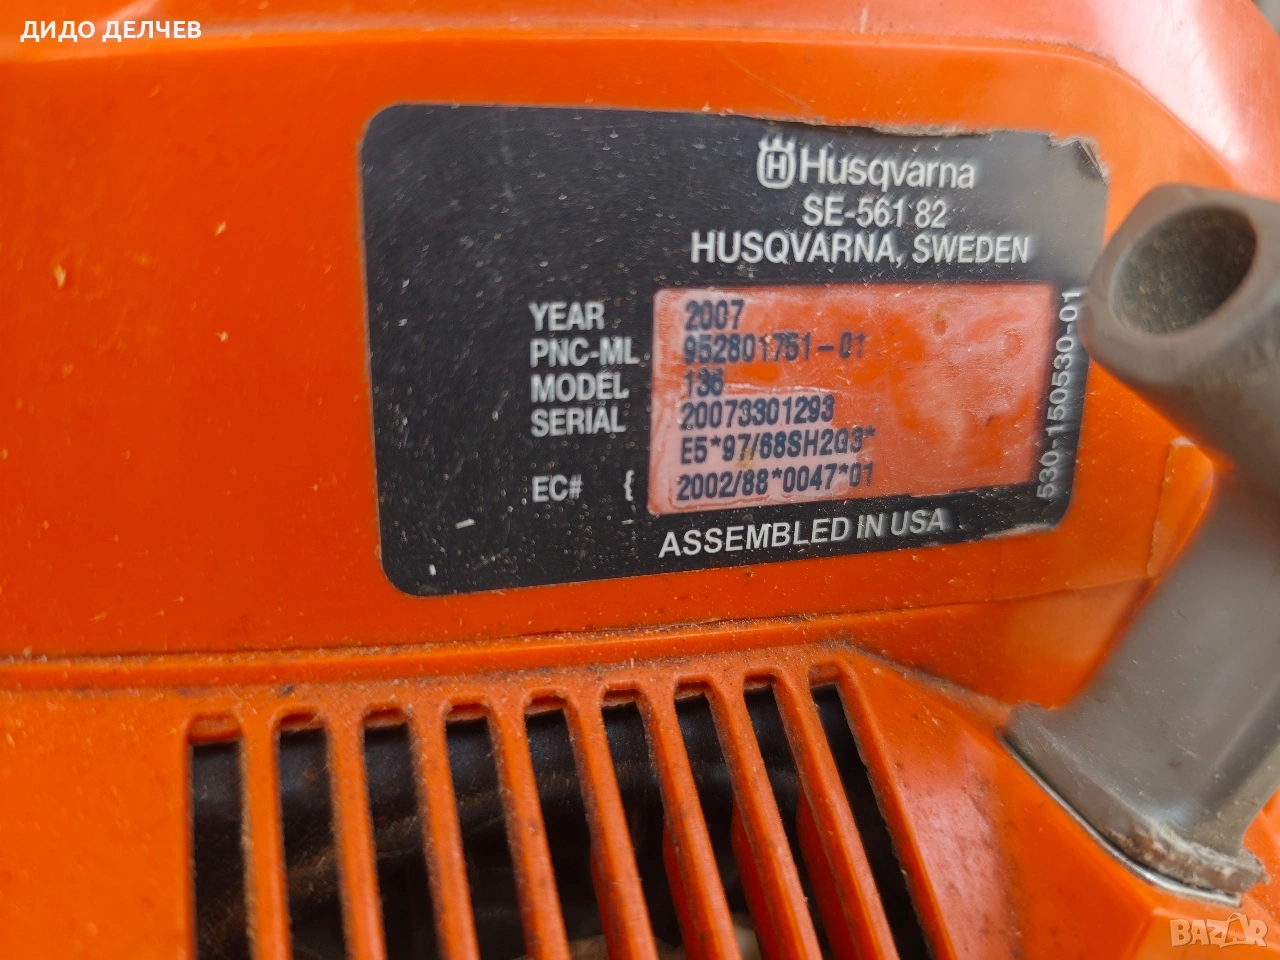 ДИДО ДЕЛЧЕВ
Husqvarna
SE-561 82
HUSQVARNA, SWEDEN
YEAR 2007
PNC-ML 952801751-01
MODEL 136
SERIAL 20073301293
E5*97/68SH2G3*
EC# { 2002/88*0047*01
ASSEMBLED IN USA
530-150530-01
BAZAR